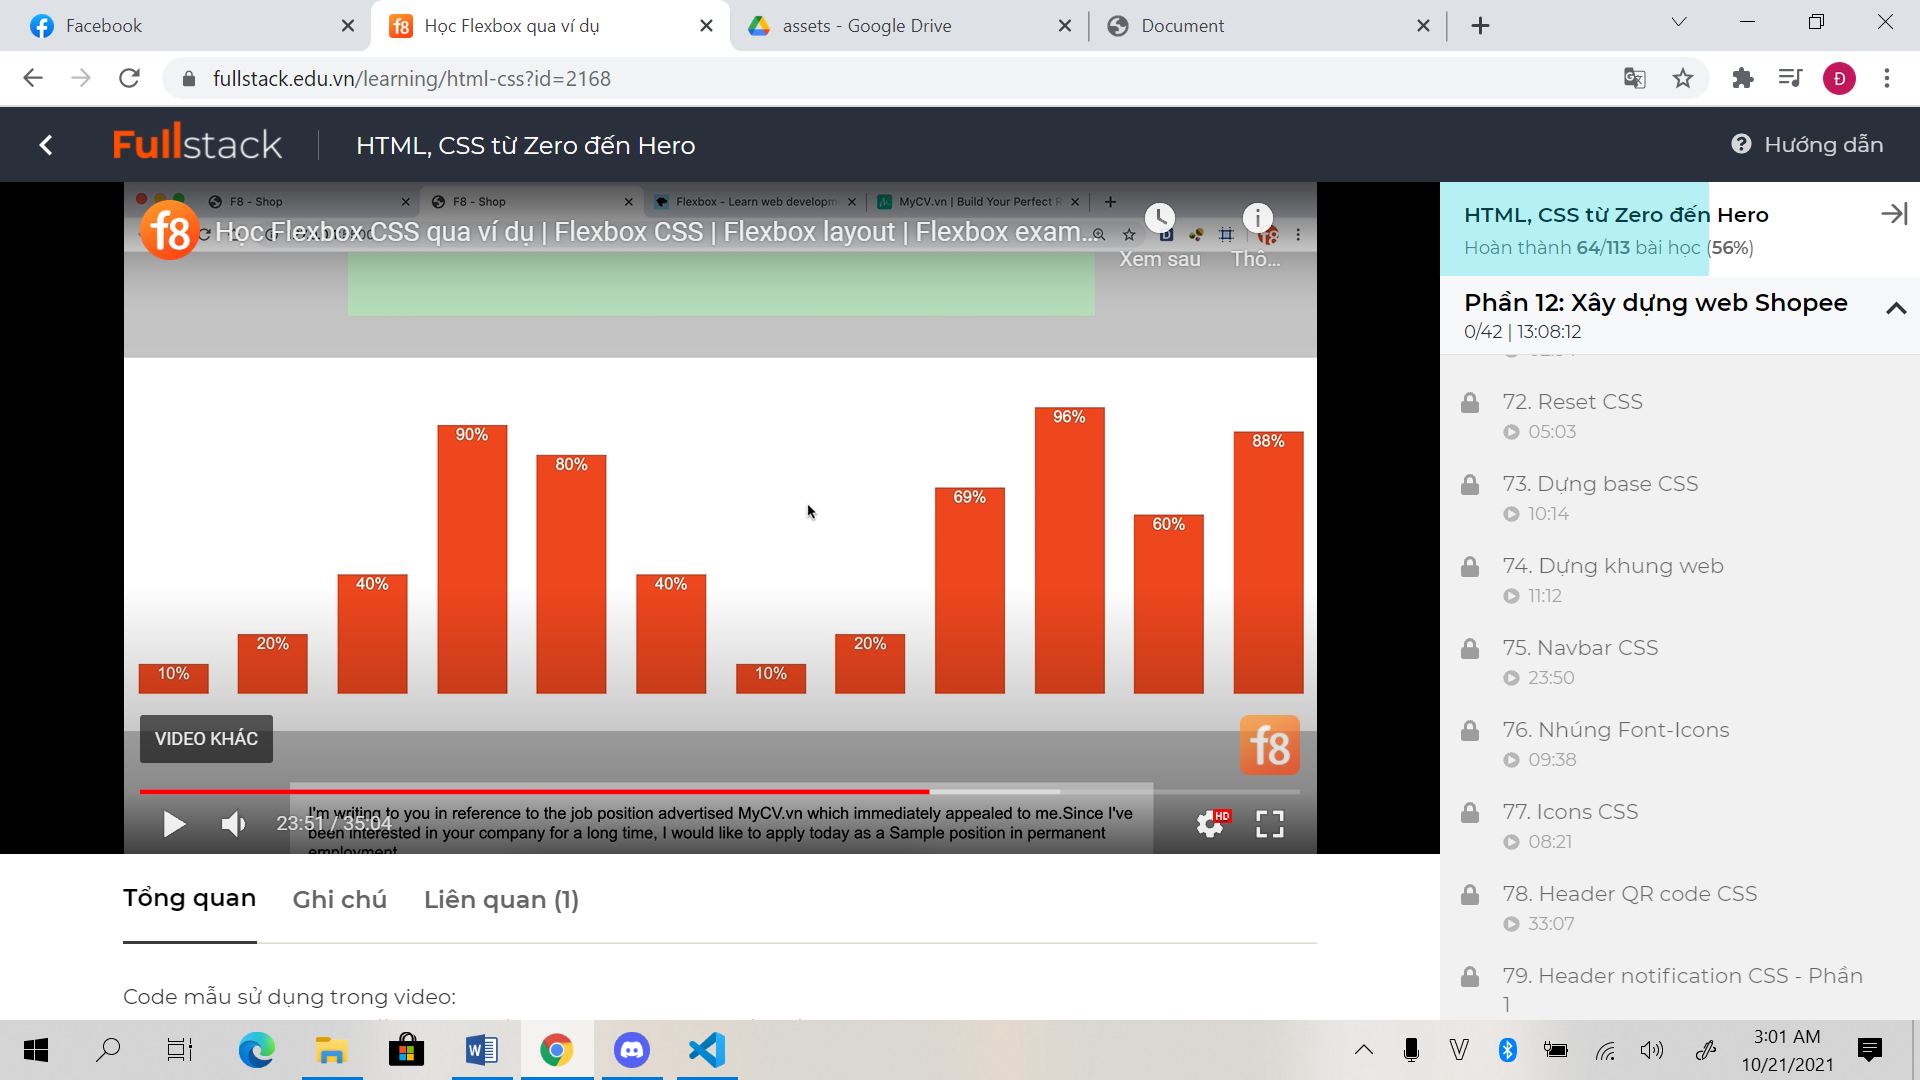 Facebook
Học Flexbox qua ví dụ
assets - Google Drive
Document
fullstack.edu.vn/learning/html-css?id=2168
Đ
Fullstack
HTML, CSS từ Zero đến Hero
Hướng dẫn
F8 - Shop
F8 - Shop
Flexbox - Learn web developm
MyCV.vn | Build Your Perfect R
f8
Học Flexbox CSS qua ví dụ | Flexbox CSS | Flexbox layout | Flexbox exam...
Xem sau
Thô...
10%
20%
40%
90%
80%
40%
10%
20%
69%
96%
60%
88%
VIDEO KHÁC
f8
I'm writing to you in reference to the job position advertised MyCV.vn which immediately appealed to me.Since I've
been interested in your company for a long time, I would like to apply today as a Sample position in permanent
employment
23:51 / 35:04
HD
Tổng quan
Ghi chú
Liên quan (1)
Code mẫu sử dụng trong video:
HTML, CSS từ Zero đến Hero
Hoàn thành 64/113 bài học (56%)
Phần 12: Xây dựng web Shopee
0/42 | 13:08:12
72. Reset CSS
05:03
73. Dựng base CSS
10:14
74. Dựng khung web
11:12
75. Navbar CSS
23:50
76. Nhúng Font-Icons
09:38
77. Icons CSS
08:21
78. Header QR code CSS
33:07
79. Header notification CSS - Phần
1
3:01 AM
10/21/2021